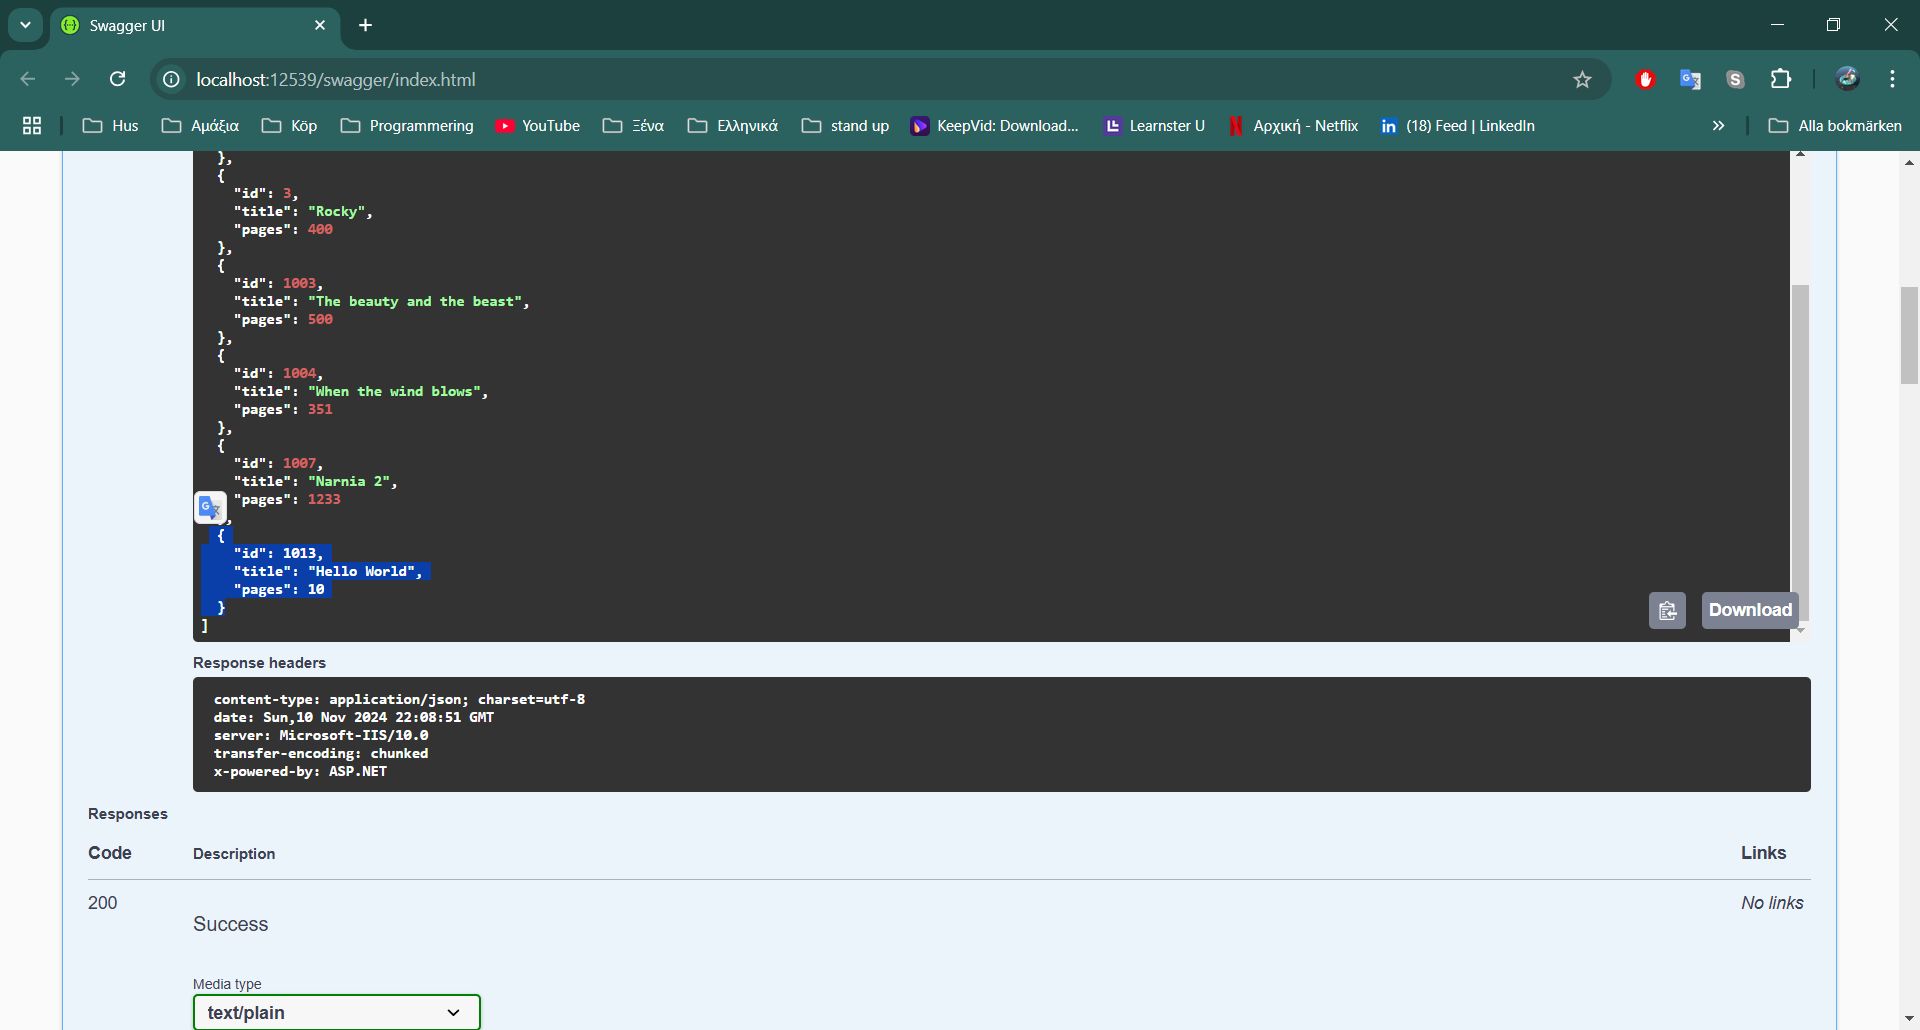 Swagger UI
localhost:12539/swagger/index.html
Hus
Αμάξια
Köp
Programmering
YouTube
Ξένα
Ελληνικά
stand up
KeepVid: Download...
Learnster U
Αρχική - Netflix
(18) Feed | LinkedIn
Alla bokmärken
},
{
"id": 3,
"title": "Rocky",
"pages": 400
},
{
"id": 1003,
"title": "The beauty and the beast",
"pages": 500
},
{
"id": 1004,
"title": "When the wind blows",
"pages": 351
},
{
"id": 1007,
"title": "Narnia 2",
"pages": 1233
,
{
"id": 1013,
"title": "Hello World",
"pages": 10
}
]
Download
Response headers
content-type: application/json; charset=utf-8
date: Sun,10 Nov 2024 22:08:51 GMT
server: Microsoft-IIS/10.0
transfer-encoding: chunked
x-powered-by: ASP.NET
Responses
Code Description Links
200 No links
Success
Media type
text/plain